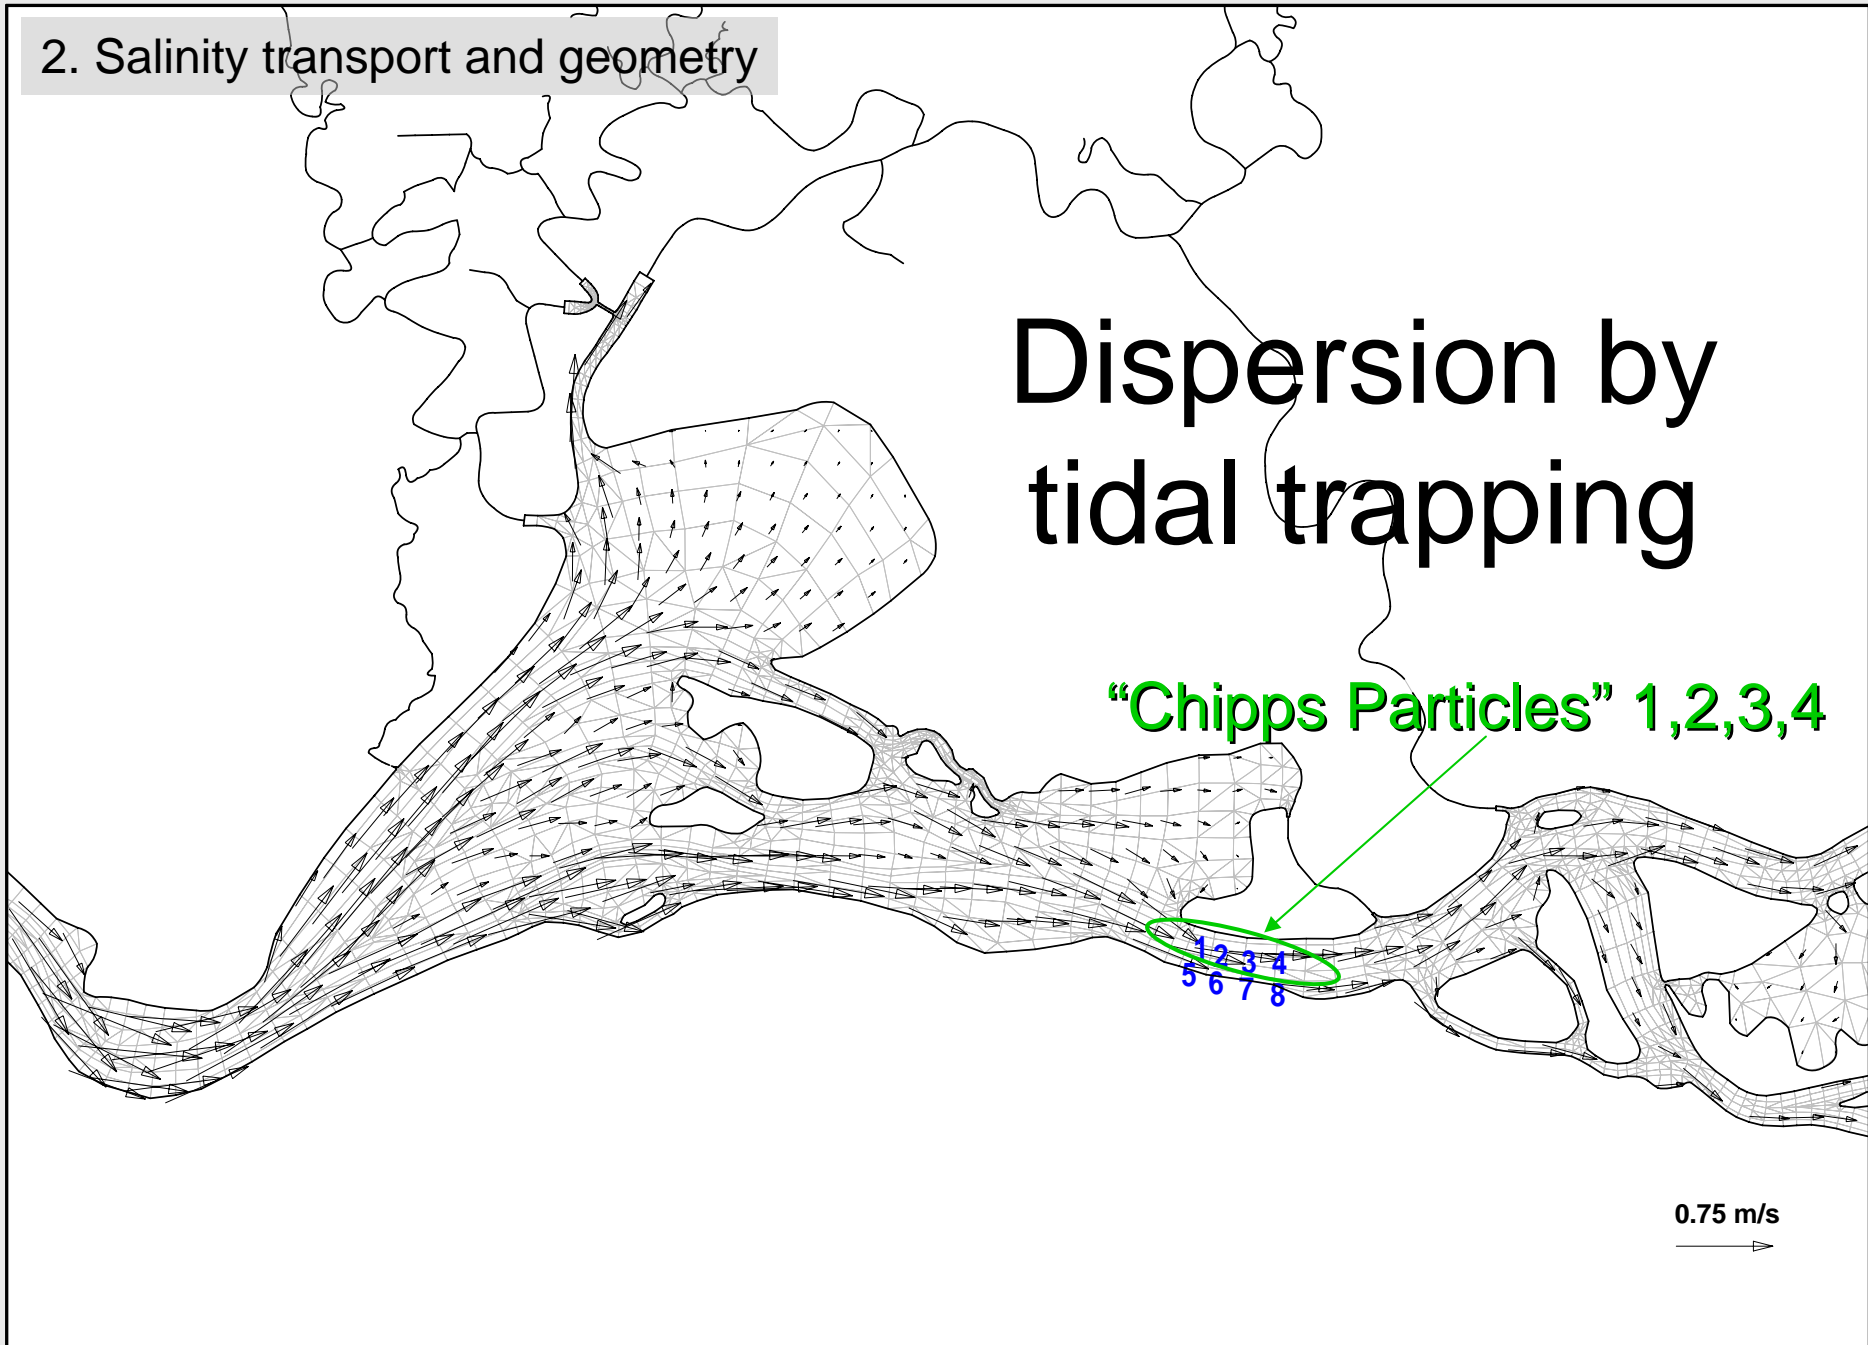 2. Salinity transport and geometry
Dispersion by
tidal trapping
“Chipps Particles” 1,2,3,4
1 2 3 4
5 6 7 8
0.75 m/s